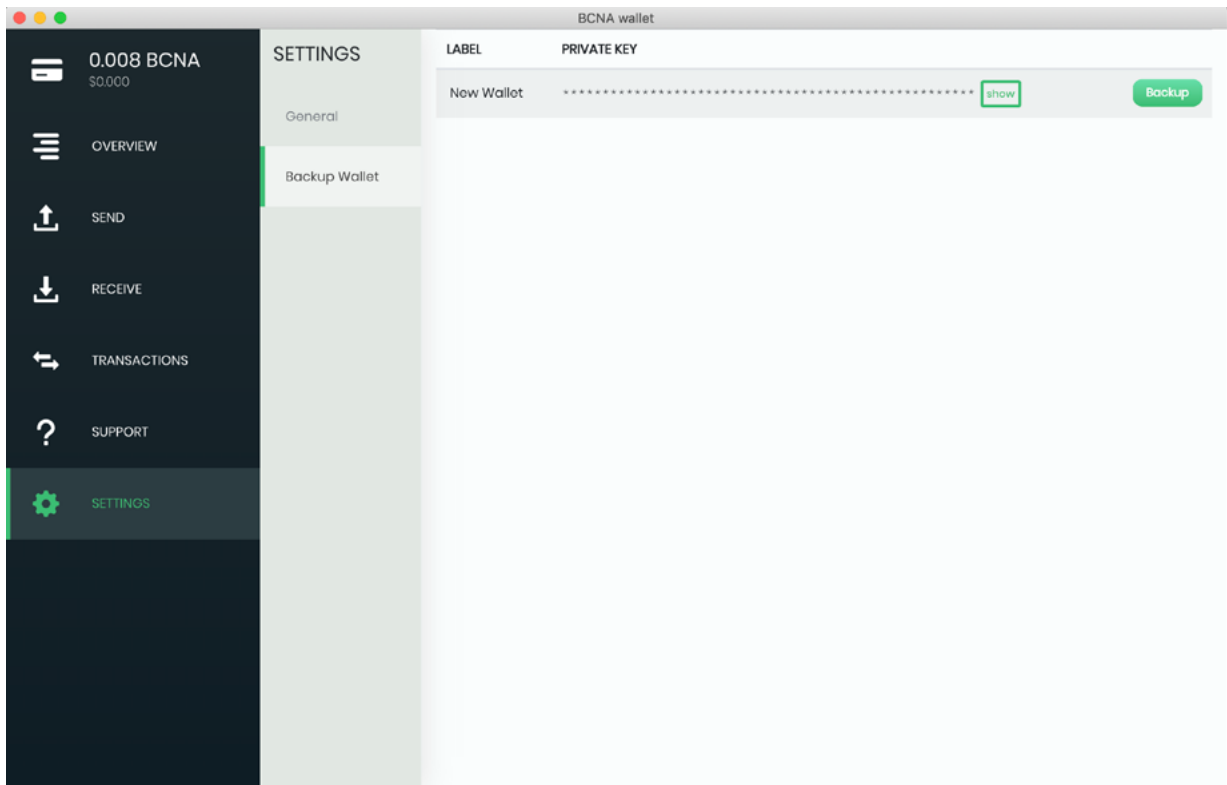 BCNA wallet
0.008 BCNA
$0.000
OVERVIEW
SEND
RECEIVE
TRANSACTIONS
SUPPORT
SETTINGS
SETTINGS
General
Backup Wallet
LABEL PRIVATE KEY
New Wallet **************************************************** show Backup